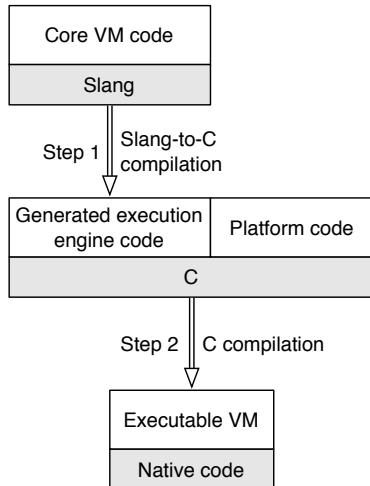 Core VM code
Slang
Step 1
Slang-to-C
compilation
Generated execution
engine code
Platform code
C
Step 2
C compilation
Executable VM
Native code